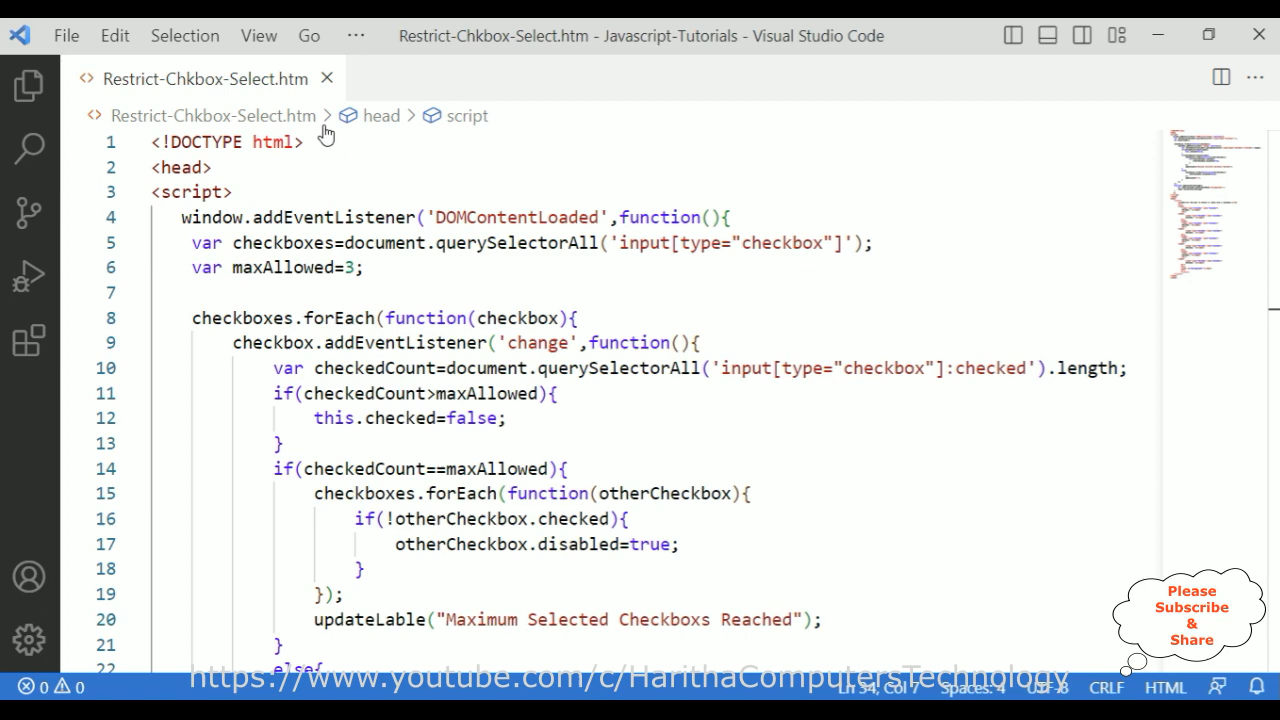 File Edit Selection View Go ··· Restrict-Chkbox-Select.htm - Javascript-Tutorials - Visual Studio Code
<> Restrict-Chkbox-Select.htm ×
<> Restrict-Chkbox-Select.htm > head > script
1 <!DOCTYPE html>
2 <head>
3 <script>
4 window.addEventListener('DOMContentLoaded',function(){
5 var checkboxes=document.querySelectorAll('input[type="checkbox"]');
6 var maxAllowed=3;
7
8 checkboxes.forEach(function(checkbox){
9 checkbox.addEventListener('change',function(){
10 var checkedCount=document.querySelectorAll('input[type="checkbox"]:checked').length;
11 if(checkedCount>maxAllowed){
12 this.checked=false;
13 }
14 if(checkedCount==maxAllowed){
15 checkboxes.forEach(function(otherCheckbox){
16 if(!otherCheckbox.checked){
17 otherCheckbox.disabled=true;
18 }
19 });
20 updateLable("Maximum Selected Checkboxs Reached");
21 }
22 else{
Please
Subscribe
&
Share
https://www.youtube.com/c/HarithaComputersTechnology
0 0 Ln 34, Col 7 Spaces: 4 UTF-8 CRLF HTML